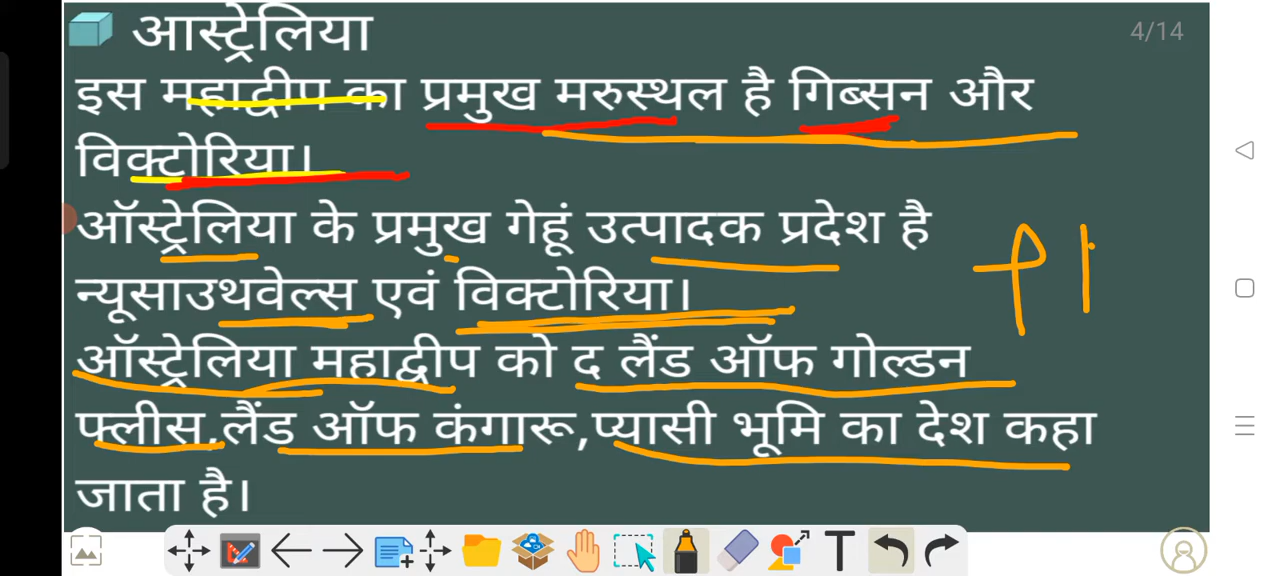 आस्ट्रेलिया
4/14
इस महाद्वीप का प्रमुख मरुस्थल है गिब्सन और
विक्टोरिया।
ऑस्ट्रेलिया के प्रमुख गेहूं उत्पादक प्रदेश है
न्यूसाउथवेल्स एवं विक्टोरिया।
ऑस्ट्रेलिया महाद्वीप को द लैंड ऑफ गोल्डन
फ्लीस,लैंड ऑफ कंगारू,प्यासी भूमि का देश कहा
जाता है।
T